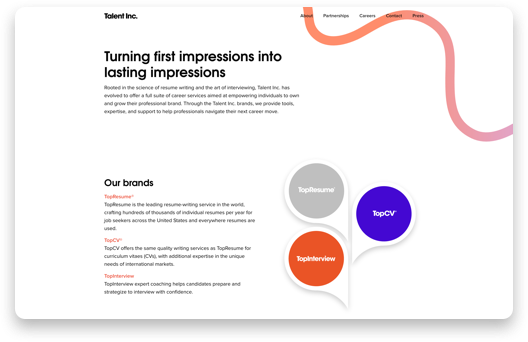 Talent Inc.
About Partnerships Careers Contact Press
Turning first impressions into
lasting impressions
Rooted in the science of resume writing and the art of interviewing, Talent Inc. has
evolved to offer a full suite of career services aimed at empowering individuals to own
and grow their professional brand. Through the Talent Inc. brands, we provide tools,
expertise, and support to help professionals navigate their next career move.
Our brands
TopResume®
TopResume is the leading resume-writing service in the world,
crafting hundreds of thousands of individual resumes per year for
job seekers across the United States and everywhere resumes are
used.
TopCV®
TopCV offers the same quality writing services as TopResume for
curriculum vitaes (CVs), with additional expertise in the unique
needs of international markets.
TopInterview
TopInterview expert coaching helps candidates prepare and
strategize to interview with confidence.
TopResume
TopCV
TopInterview